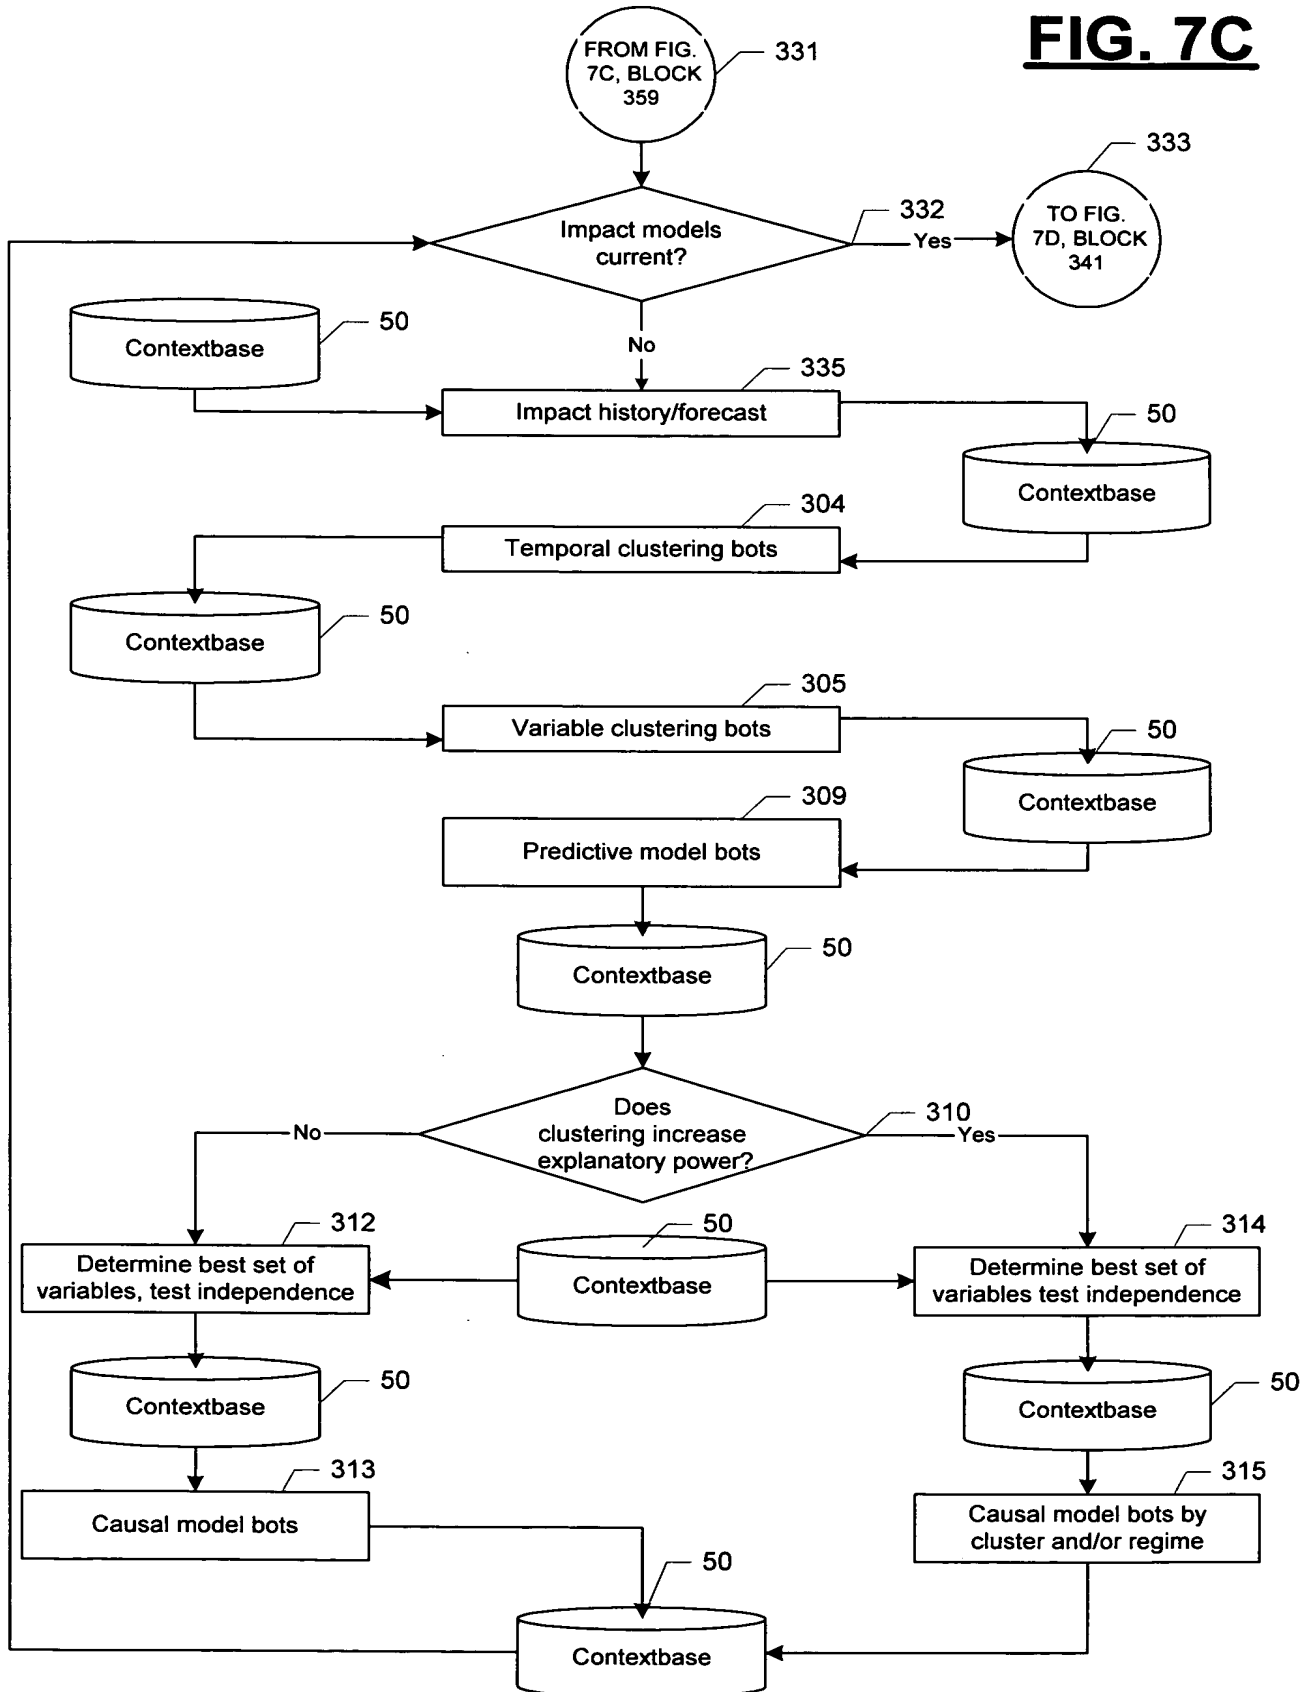 FIG. 7C
FROM FIG.
7C, BLOCK
359
331
333
TO FIG.
7D, BLOCK
341
332
Impact models
current?
Yes
No
50
Contextbase
335
Impact history/forecast
50
Contextbase
304
Temporal clustering bots
50
Contextbase
305
Variable clustering bots
50
Contextbase
309
Predictive model bots
50
Contextbase
310
Does
clustering increase
explanatory power?
No
Yes
312
Determine best set of
variables, test independence
50
Contextbase
314
Determine best set of
variables test independence
50
Contextbase
50
Contextbase
313
Causal model bots
315
Causal model bots by
cluster and/or regime
50
Contextbase